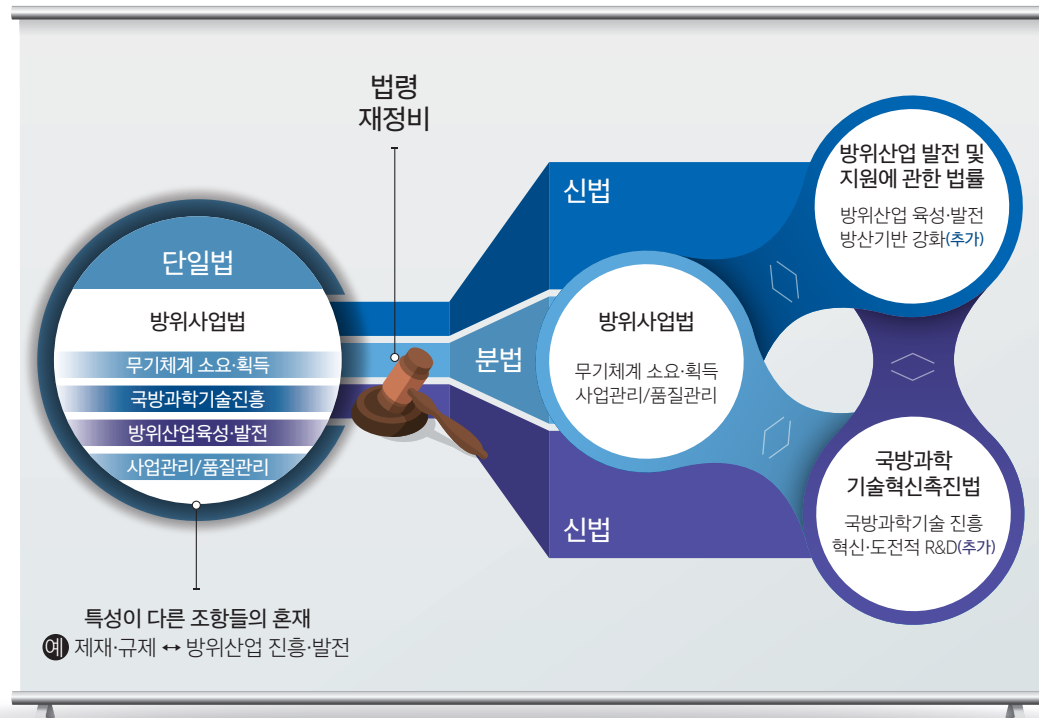 법령
재정비
단일법
방위사업법
무기체계 소요·획득
국방과학기술진흥
방위산업육성·발전
사업관리/품질관리
특성이 다른 조항들의 혼재
예 제재·규제 ↔ 방위산업 진흥·발전
신법
분법
신법
방위사업법
무기체계 소요·획득
사업관리/품질관리
방위산업 발전 및
지원에 관한 법률
방위산업 육성·발전
방산기반 강화(추가)
국방과학
기술혁신촉진법
국방과학기술 진흥
혁신·도전적 R&D(추가)